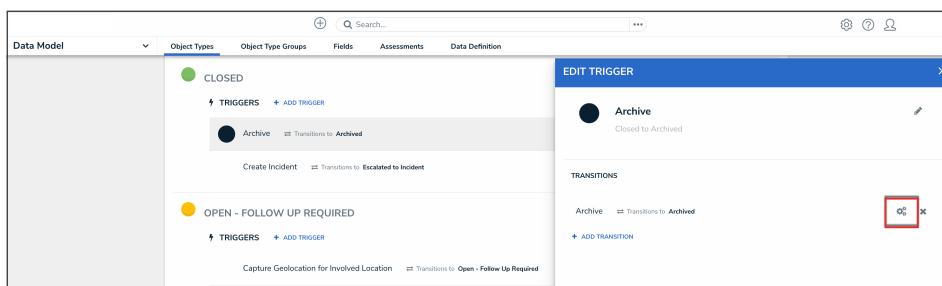 Search...
Data Model
Object Types Object Type Groups Fields Assessments Data Definition
CLOSED
TRIGGERS + ADD TRIGGER
Archive Transitions to Archived
Create Incident Transitions to Escalated to Incident
OPEN - FOLLOW UP REQUIRED
TRIGGERS + ADD TRIGGER
Capture Geolocation for Involved Location Transitions to Open - Follow Up Required
EDIT TRIGGER
Archive
Closed to Archived
TRANSITIONS
Archive Transitions to Archived
+ ADD TRANSITION